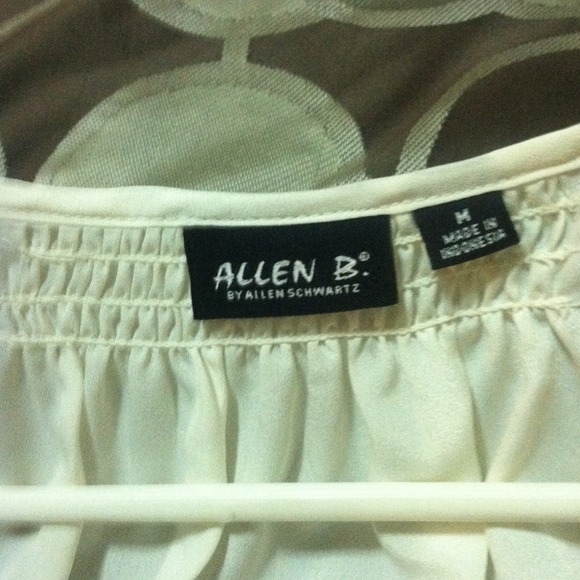 ALLEN B.®
BY ALLEN SCHWARTZ
M
MADE IN
INDONESIA